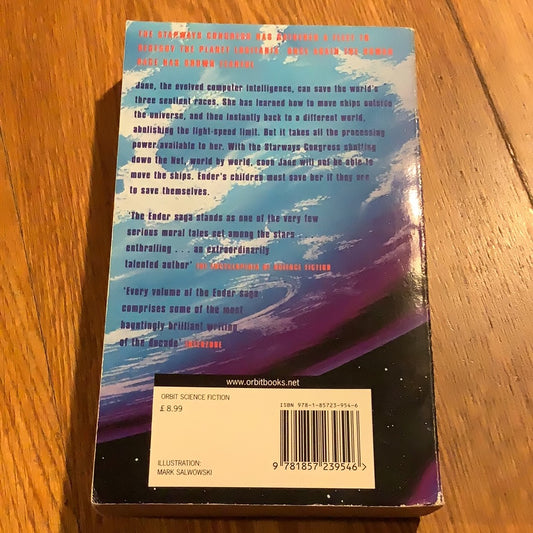 THE STARWAYS CONGRESS HAS GATHERED A FLEET TO
DESTROY THE PLANET LUSITANIA. ONCE AGAIN THE HUMAN
RACE HAS GROWN FEARFUL.
Jane, the evolved computer intelligence, can save the world's
three sentient races. She has learned how to move ships outside
the universe, and then instantly back to a different world,
abolishing the light-speed limit. But it takes all the processing
power available to her. With the Starways Congress shutting
down the Net, world by world, soon Jane will not be able to
move the ships. Ender's children must save her if they are
to save themselves.
'The Ender saga stands as one of the very few
serious moral tales set among the stars . . .
enthralling . . . an extraordinarily
talented author' THE ENCYCLOPEDIA OF SCIENCE FICTION
'Every volume of the Ender saga
comprises some of the most
hauntingly brilliant writing
of the decade' INTERZONE
www.orbitbooks.net
ORBIT SCIENCE FICTION
£8.99
ISBN 978-1-85723-954-6
9 781857 239546 >
ILLUSTRATION:
MARK SALWOWSKI